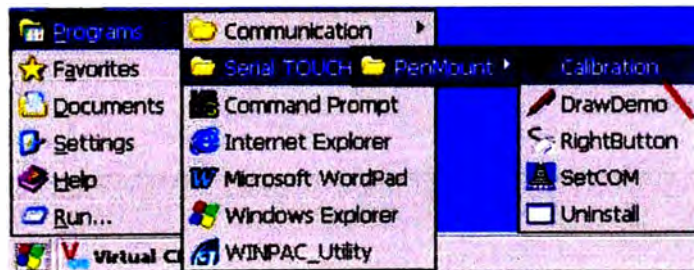 Programs
Favorites
Documents
Settings
Help
Run...
Communication
Serial TOUCH
Command Prompt
Internet Explorer
Microsoft WordPad
Windows Explorer
WINPAC_Utility
PenMount
Calibration
DrawDemo
RightButton
SetCOM
Uninstall
Virtual